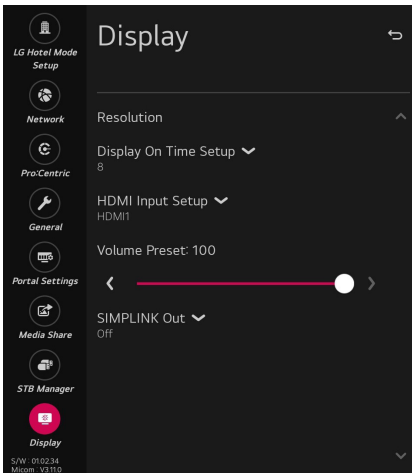 LG Hotel Mode
Setup
Network
Pro:Centric
General
Portal Settings
Media Share
STB Manager
Display
S/W : 01.02.34
Micom : V3.11.0
Display
Resolution
Display On Time Setup
8
HDMI Input Setup
HDMI1
Volume Preset: 100
SIMPLINK Out
Off